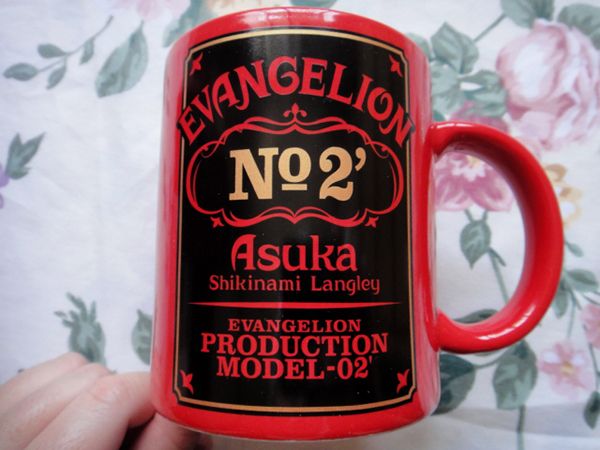 EVANGELION
Nº2'
Asuka
Shikinami Langley
EVANGELION
PRODUCTION
MODEL-02'